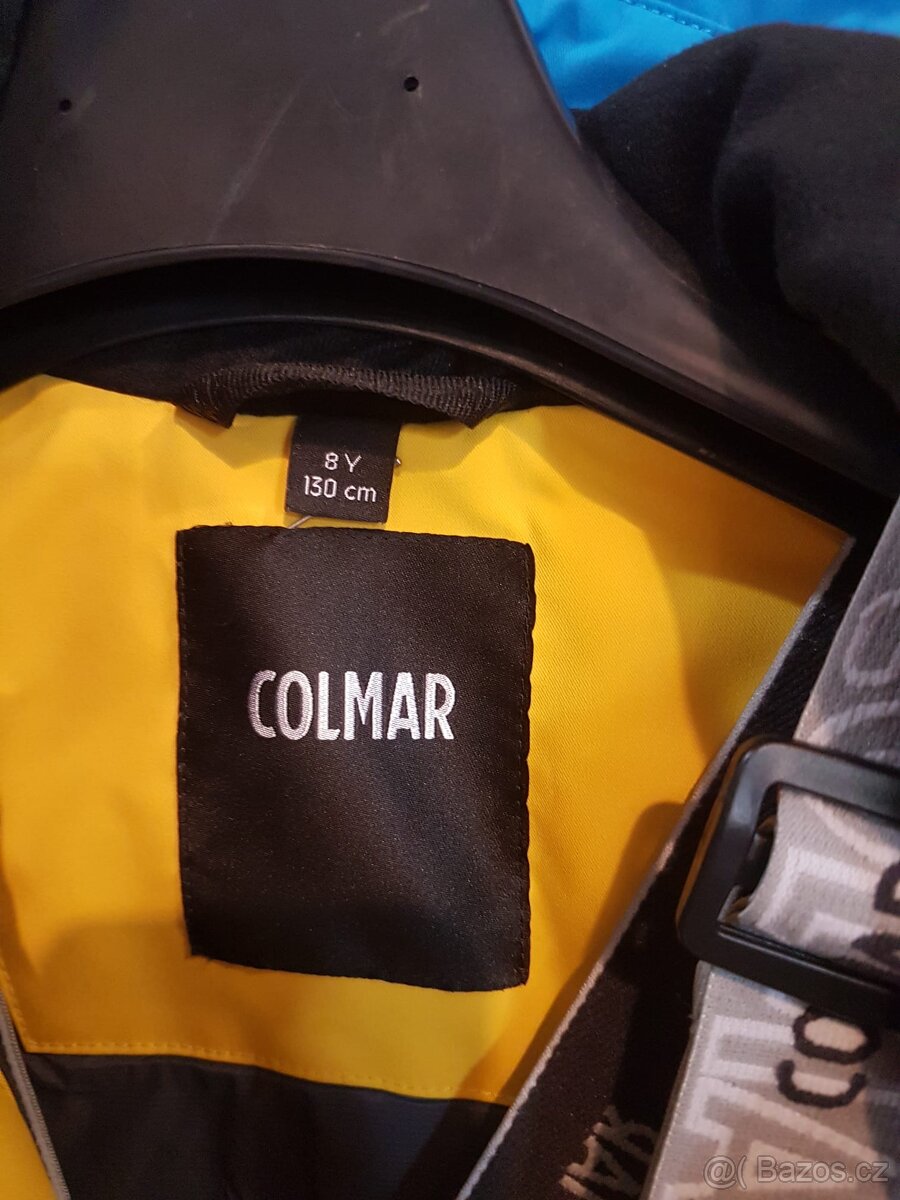 8 Y
130 cm
COLMAR
@( Bazos.cz